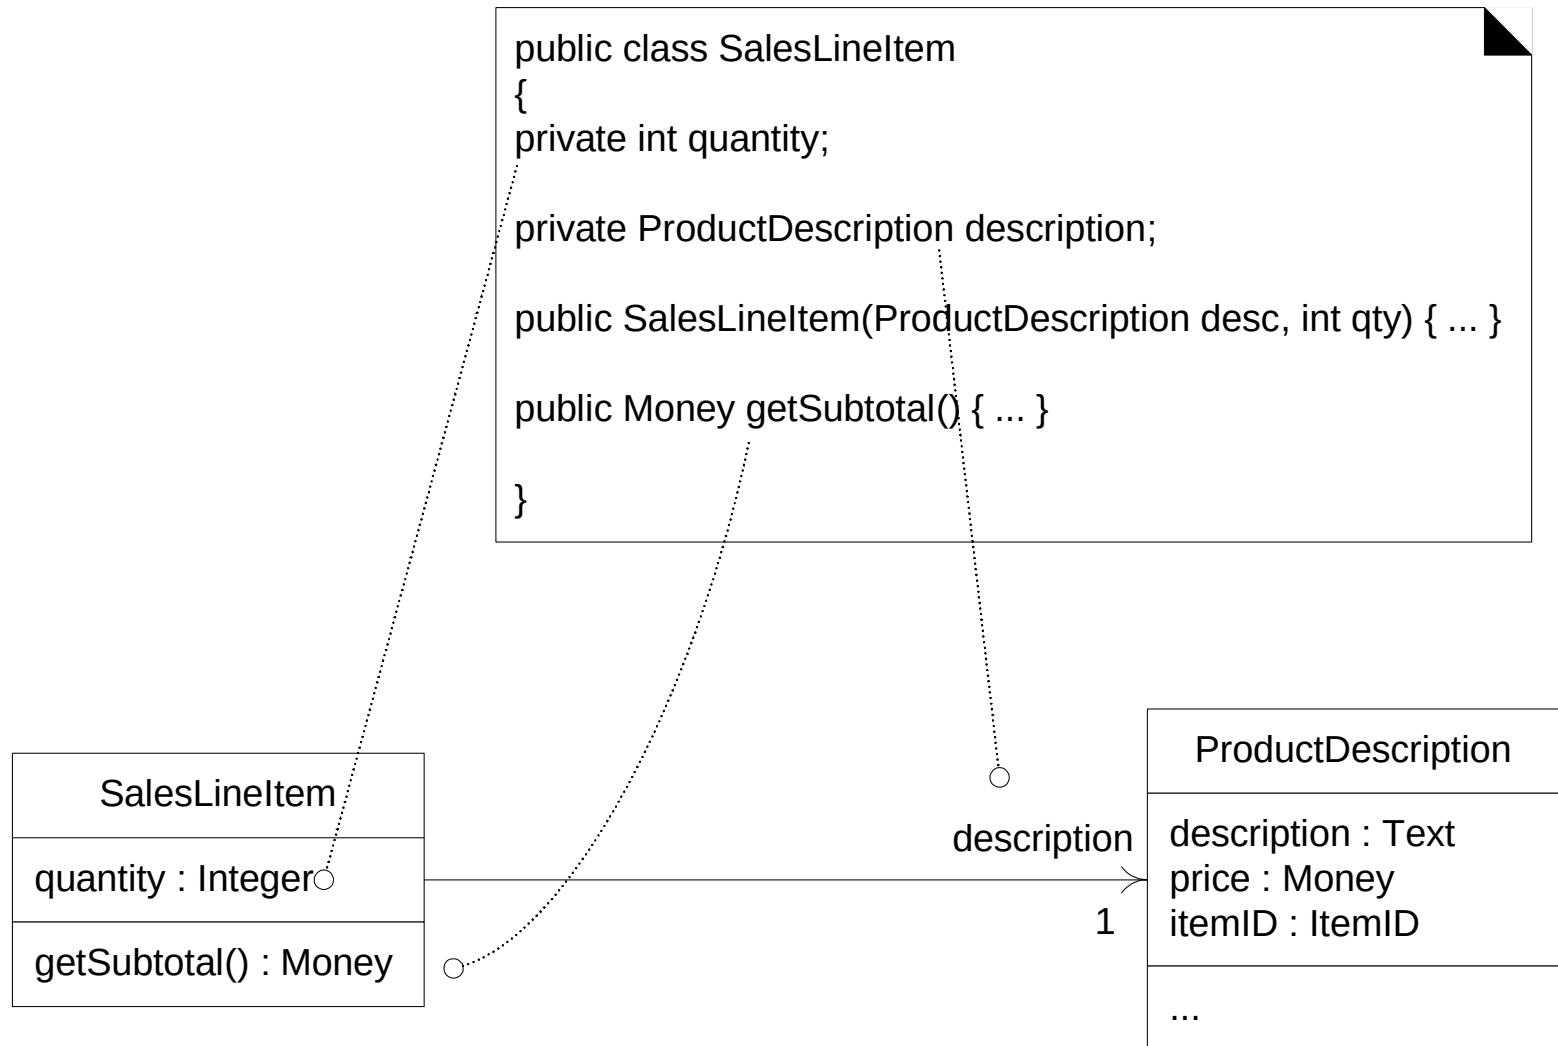 public class SalesLineItem
{
private int quantity;
private ProductDescription description;
public SalesLineItem(ProductDescription desc, int qty) { ... }
public Money getSubtotal() { ... }
}
SalesLineItem
quantity : Integer
getSubtotal() : Money
description
1
ProductDescription
description : Text
price : Money
itemID : ItemID
...